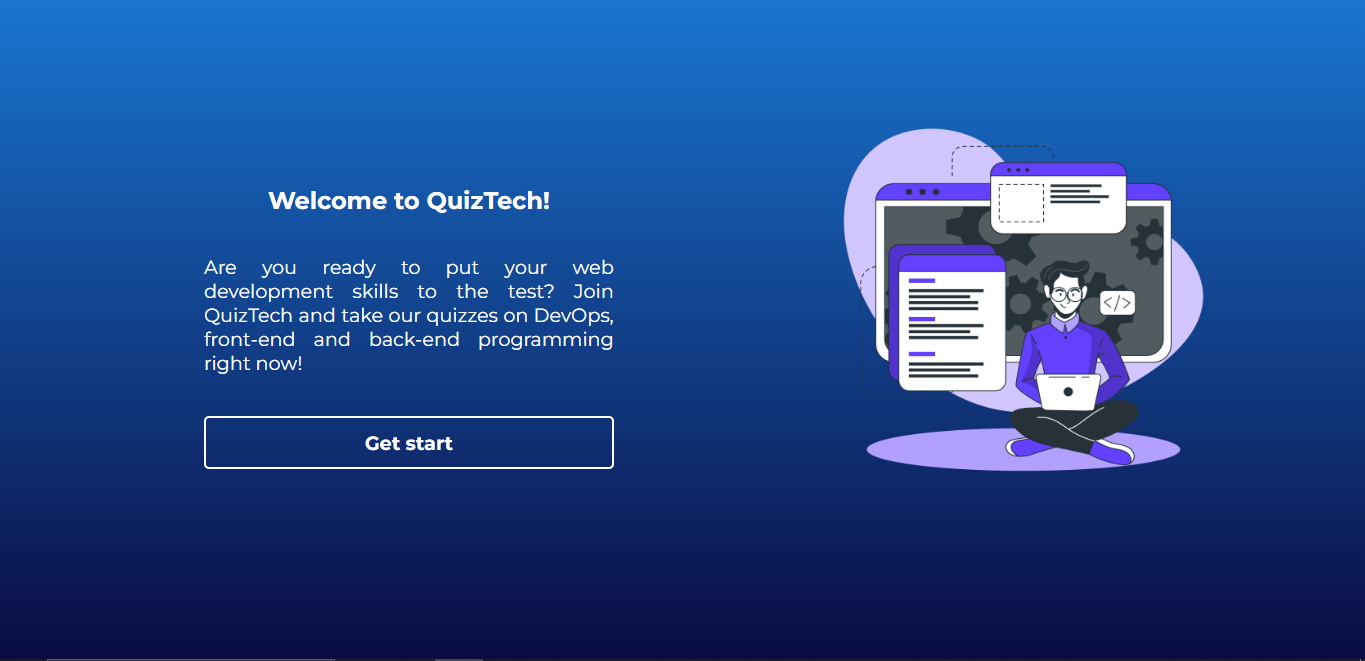 Welcome to QuizTech!
Are you ready to put your web
development skills to the test? Join
QuizTech and take our quizzes on DevOps,
front-end and back-end programming
right now!
Get start
</>